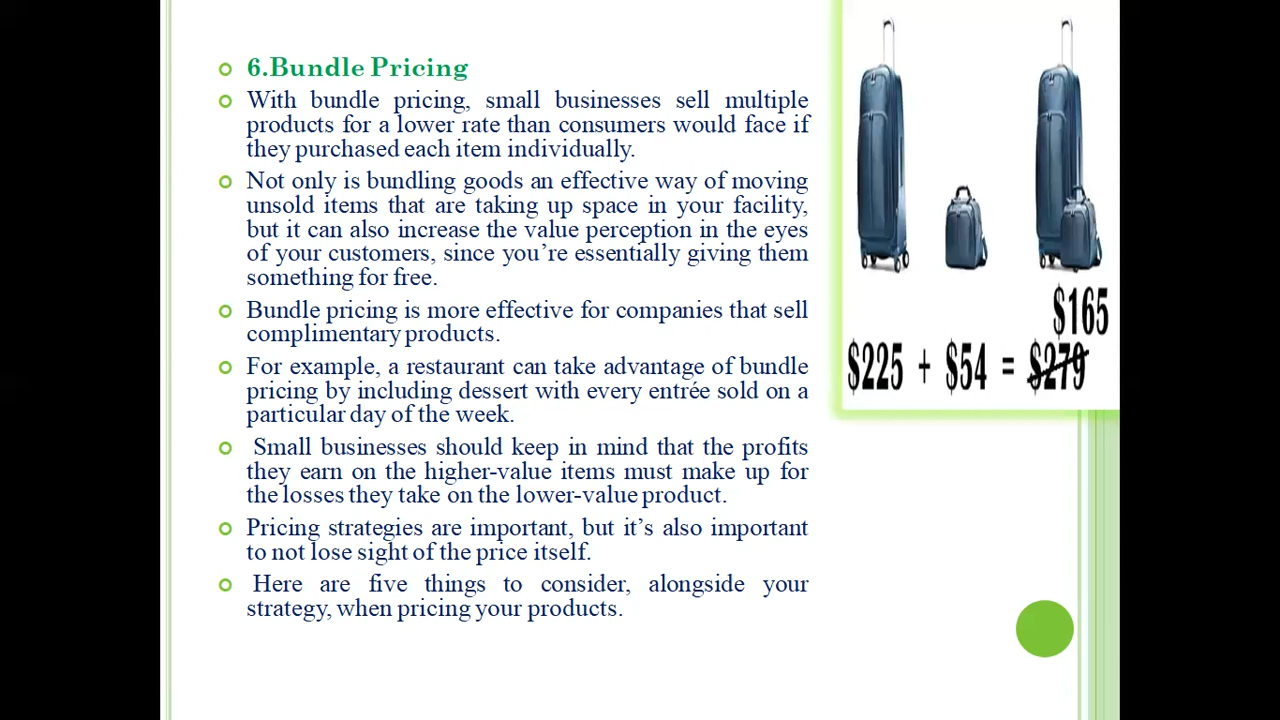 6.Bundle Pricing
With bundle pricing, small businesses sell multiple
products for a lower rate than consumers would face if
they purchased each item individually.
Not only is bundling goods an effective way of moving
unsold items that are taking up space in your facility,
but it can also increase the value perception in the eyes
of your customers, since you’re essentially giving them
something for free.
Bundle pricing is more effective for companies that sell
complimentary products.
For example, a restaurant can take advantage of bundle
pricing by including dessert with every entrée sold on a
particular day of the week.
Small businesses should keep in mind that the profits
they earn on the higher-value items must make up for
the losses they take on the lower-value product.
Pricing strategies are important, but it’s also important
to not lose sight of the price itself.
Here are five things to consider, alongside your
strategy, when pricing your products.
$165
$225 + $54 = $279